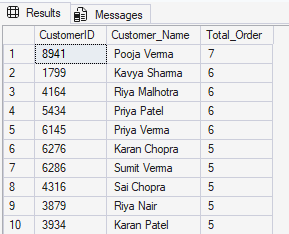 Results Messages
CustomerID Customer_Name Total_Order
1 8941 Pooja Verma 7
2 1799 Kavya Sharma 6
3 4164 Riya Malhotra 6
4 5434 Priya Patel 6
5 6145 Priya Verma 6
6 6276 Karan Chopra 5
7 6286 Sumit Verma 5
8 4316 Sai Chopra 5
9 3879 Riya Nair 5
10 3934 Karan Patel 5